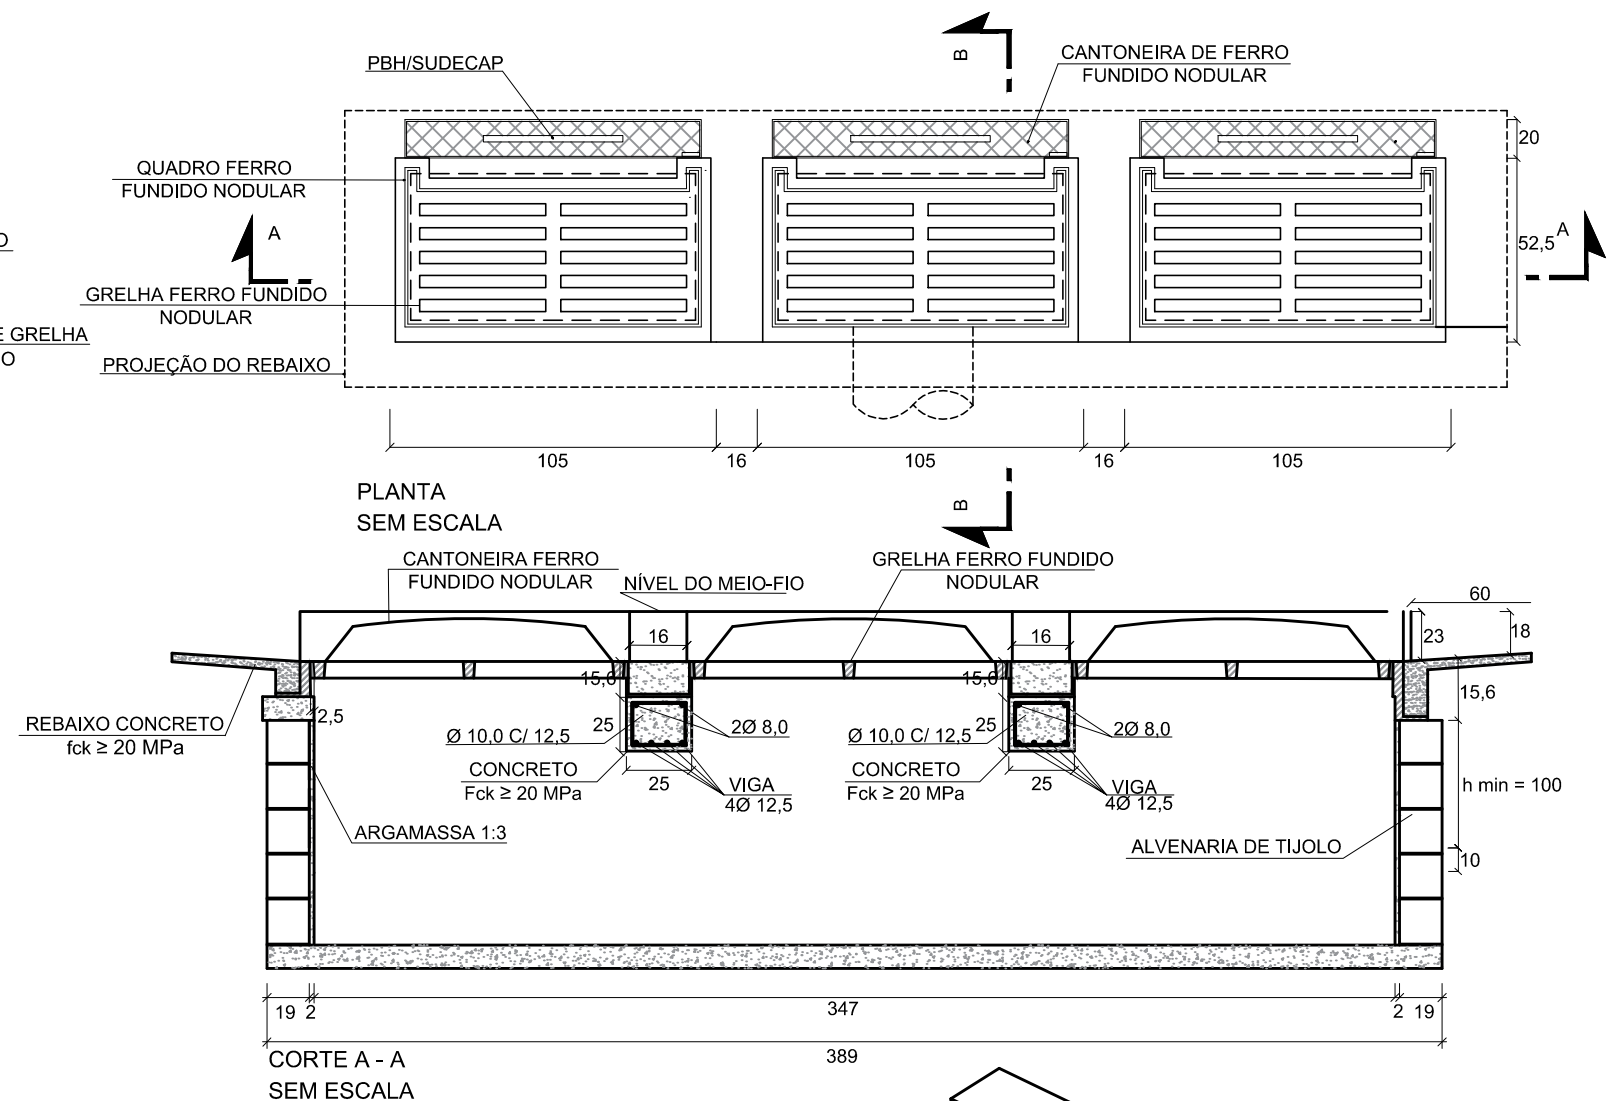 B
CANTONEIRA DE FERRO
FUNDIDO NODULAR
PBH/SUDECAP
20
QUADRO FERRO
FUNDIDO NODULAR
A
O
52,5
A
GRELHA FERRO FUNDIDO
NODULAR
E GRELHA
O
PROJEÇÃO DO REBAIXO
105
16
105
16
105
B
PLANTA
SEM ESCALA
CANTONEIRA FERRO
FUNDIDO NODULAR
NÍVEL DO MEIO-FIO
GRELHA FERRO FUNDIDO
NODULAR
60
16
16
23
18
15,6
15,6
15,6
REBAIXO CONCRETO
fck ≥ 20 MPa
2,5
Ø 10,0 C/ 12,5
25
2Ø 8,0
Ø 10,0 C/ 12,5
25
2Ø 8,0
CONCRETO
Fck ≥ 20 MPa
25
VIGA
4Ø 12,5
CONCRETO
Fck ≥ 20 MPa
25
VIGA
4Ø 12,5
h min = 100
ARGAMASSA 1:3
ALVENARIA DE TIJOLO
10
19
2
347
2
19
389
CORTE A - A
SEM ESCALA